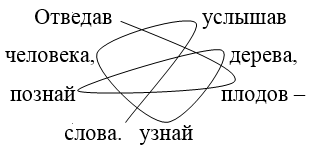 Отведав услышав
человека, дерева,
познай плодов –
слова. узнай